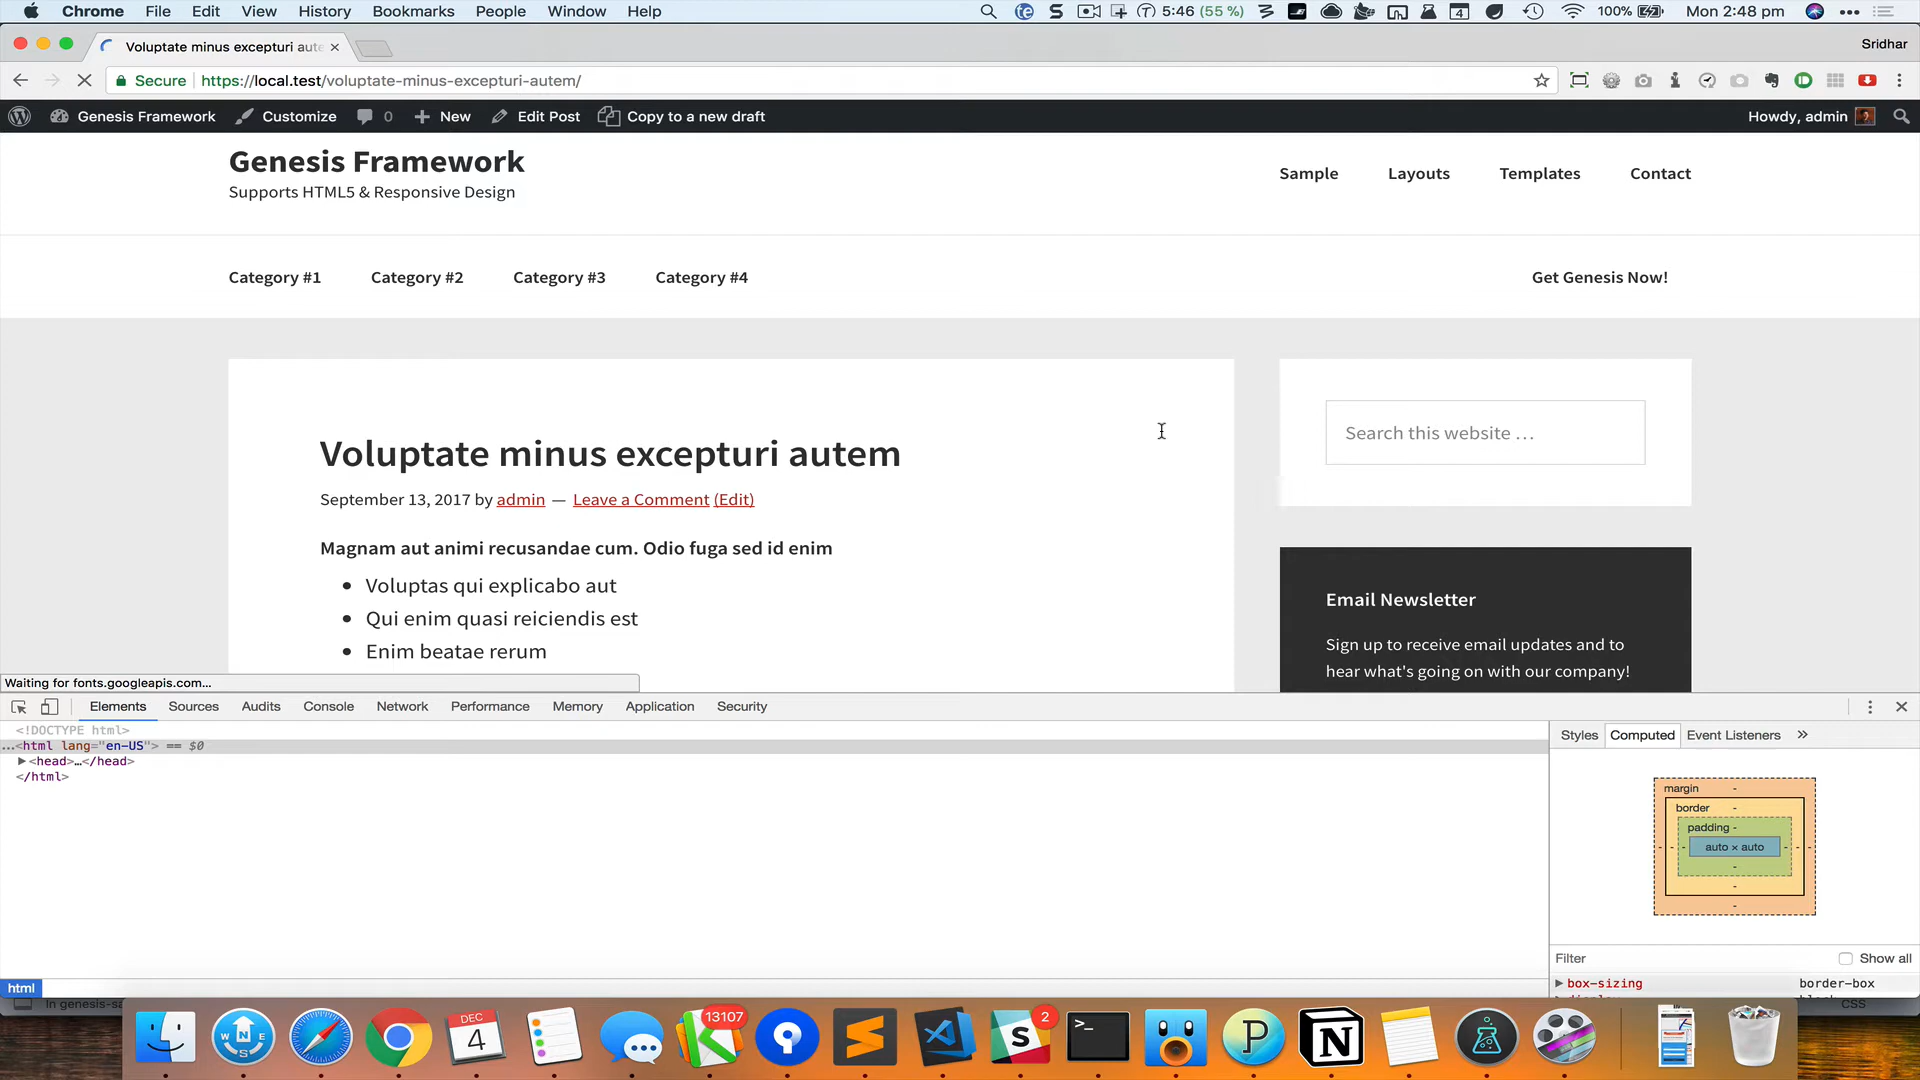 Chrome File Edit View History Bookmarks People Window Help 5:46 (55 %) 4 100% Mon 2:48 pm
Voluptate minus excepturi aute Sridhar
Secure https://local.test/voluptate-minus-excepturi-autem/
Genesis Framework Customize 0 New Edit Post Copy to a new draft Howdy, admin
Genesis Framework
Supports HTML5 & Responsive Design
Sample Layouts Templates Contact
Category #1 Category #2 Category #3 Category #4 Get Genesis Now!
Search this website …
Voluptate minus excepturi autem
September 13, 2017 by admin — Leave a Comment (Edit)
Magnam aut animi recusandae cum. Odio fuga sed id enim
• Voluptas qui explicabo aut
• Qui enim quasi reiciendis est
• Enim beatae rerum
Email Newsletter
Sign up to receive email updates and to
hear what's going on with our company!
Waiting for fonts.googleapis.com...
Elements Sources Audits Console Network Performance Memory Application Security
<!DOCTYPE html>
...<html lang="en-US"> == $0
<head>…</head>
</html>
Styles Computed Event Listeners »
margin -
border -
padding -
- - - auto × auto - - -
-
-
-
Filter Show all
box-sizing border-box
html
In genesis-sa CSS
DEC
4
13107
2
S
>_
P
N